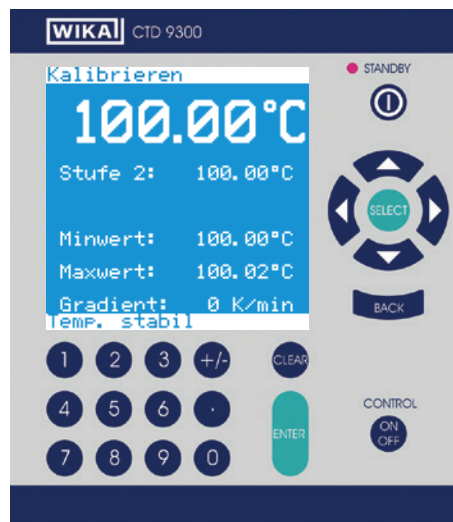 WIKA CTD 9300
Kalibrieren
STANDBY
100.00°C
Stufe 2: 100.00°C
SELECT
Minwert: 100.00°C
Maxwert: 100.02°C
Gradient: 0 K/min
Temp. stabil
BACK
1 2 3 +/- CLEAR
4 5 6 .
CONTROL
ON
OFF
ENTER
7 8 9 0